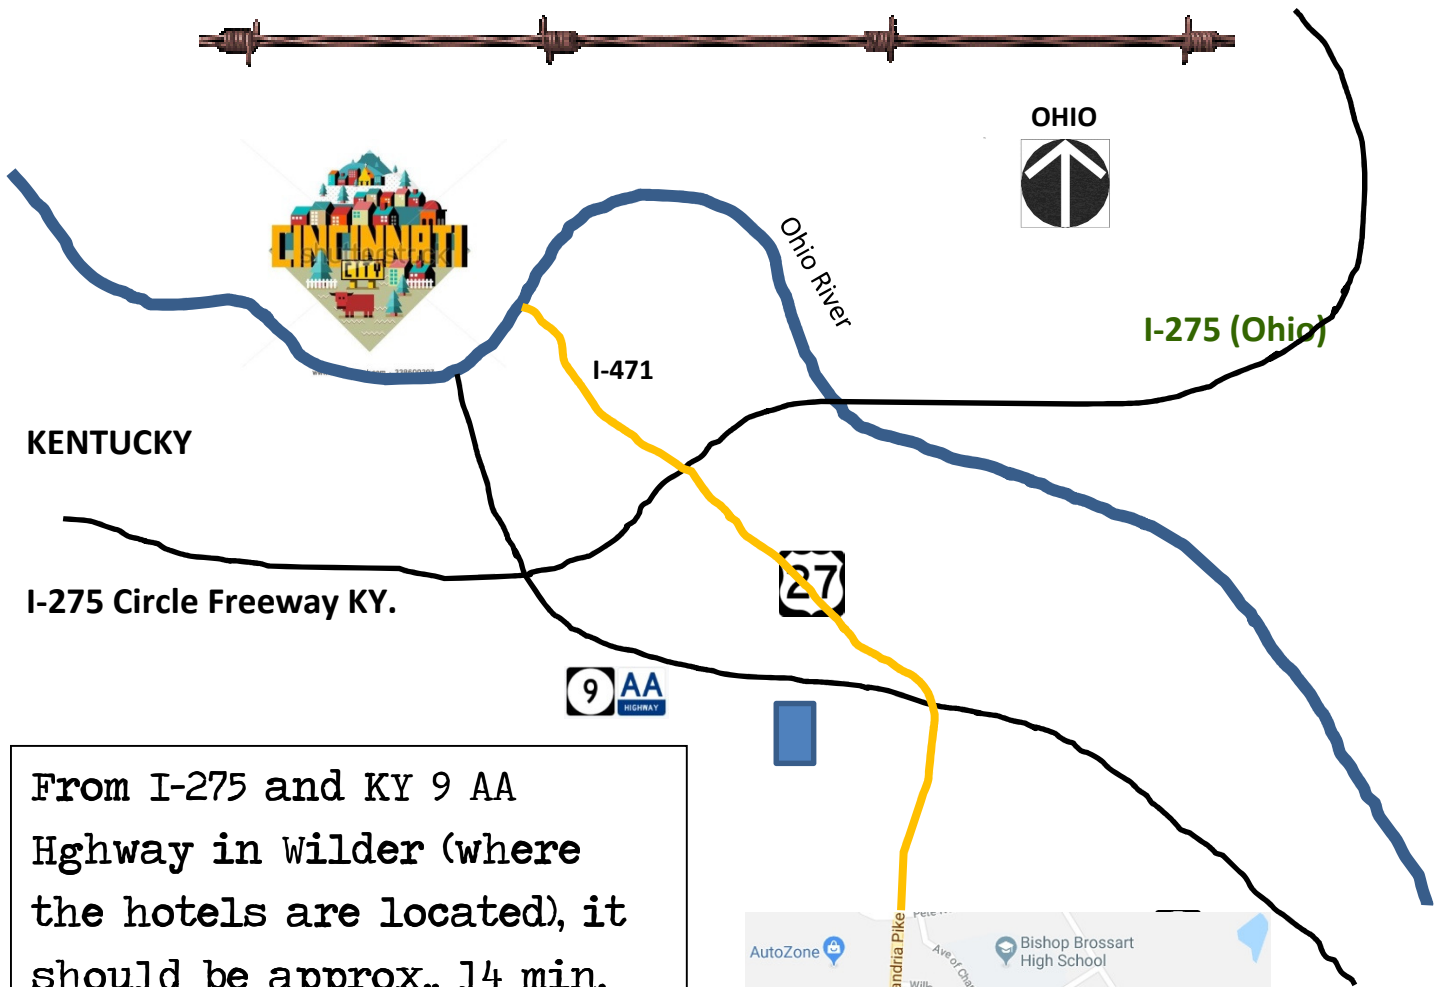 OHIO
CINCINNATI
CITY
shutterstock
Ohio River
I-275 (Ohio)
I-471
KENTUCKY
27
I-275 Circle Freeway KY.
9 AA
HIGHWAY
From I-275 and KY 9 AA
Hghway in Wilder (where
the hotels are located), it
should be approx.. 14 min.
AutoZone
Bishop Brossart
High School